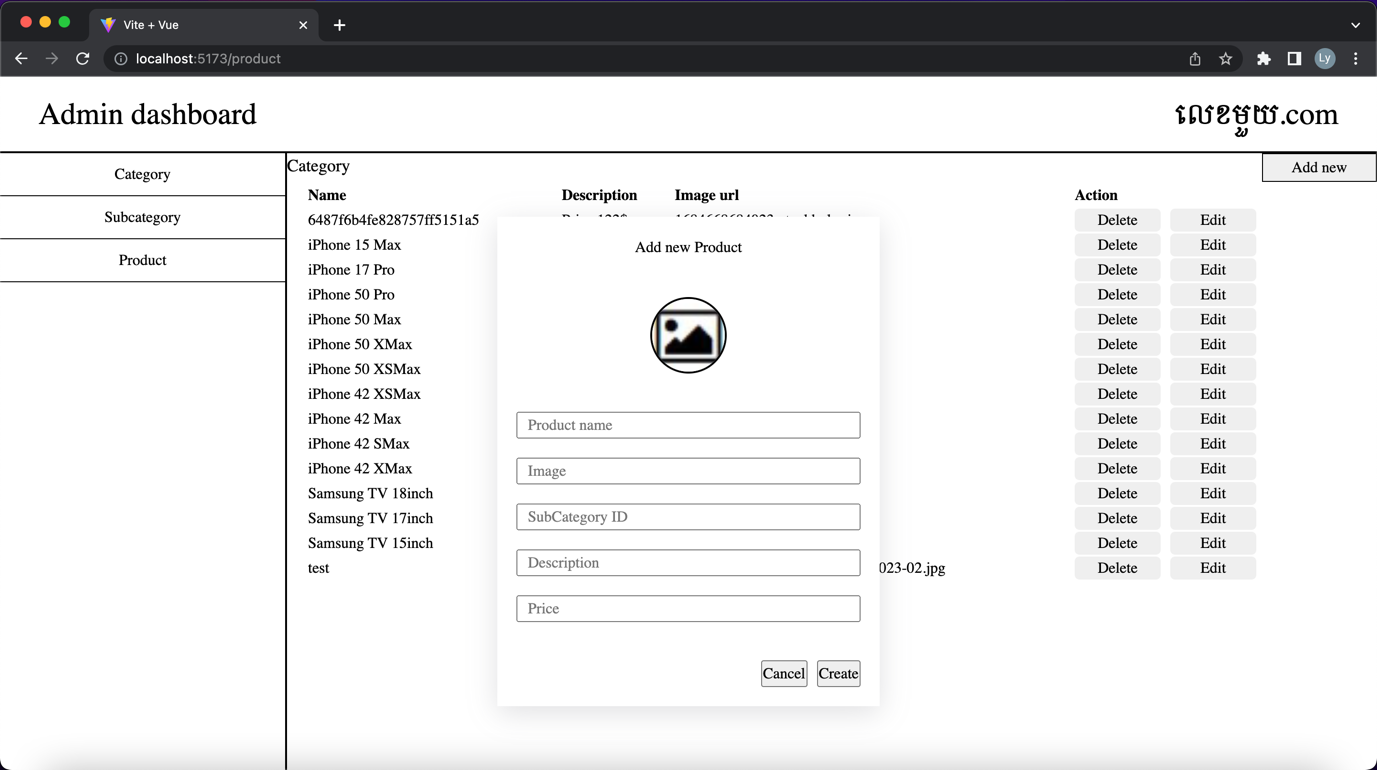 Vite + Vue
localhost:5173/product
Ly
Admin dashboard
លេខមួយ.com
Category
Subcategory
Product
Category
Add new
Name Description Image url Action
6487f6b4fe828757ff5151a5 Delete Edit
iPhone 15 Max Delete Edit
iPhone 17 Pro Delete Edit
iPhone 50 Pro Delete Edit
iPhone 50 Max Delete Edit
iPhone 50 XMax Delete Edit
iPhone 50 XSMax Delete Edit
iPhone 42 XSMax Delete Edit
iPhone 42 Max Delete Edit
iPhone 42 SMax Delete Edit
iPhone 42 XMax Delete Edit
Samsung TV 18inch Delete Edit
Samsung TV 17inch Delete Edit
Samsung TV 15inch Delete Edit
test 023-02.jpg Delete Edit
Add new Product
Product name
Image
SubCategory ID
Description
Price
Cancel Create